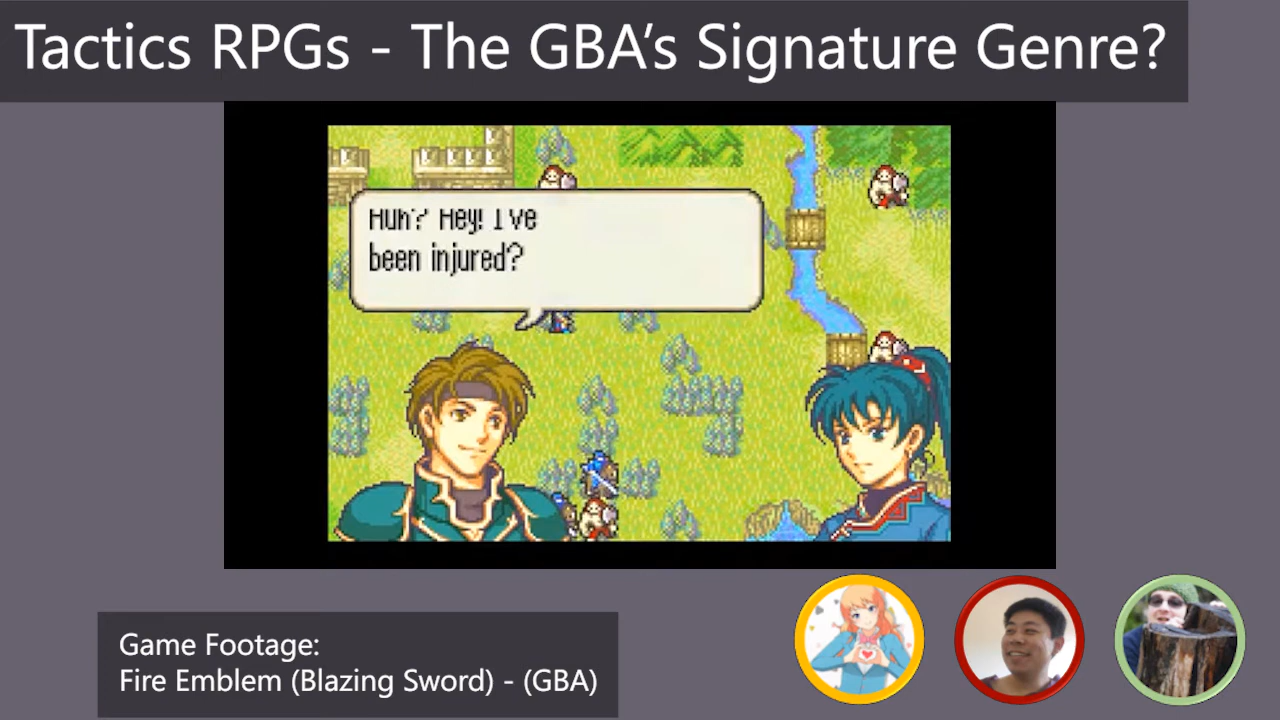 Tactics RPGs - The GBA's Signature Genre?
Huh? Hey! I've
been injured?
Game Footage:
Fire Emblem (Blazing Sword) - (GBA)